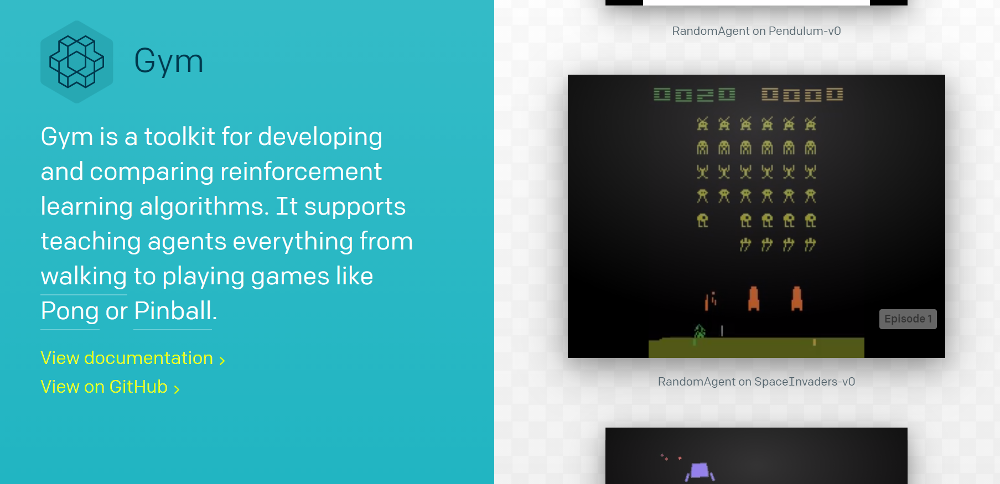 Gym
Gym is a toolkit for developing
and comparing reinforcement
learning algorithms. It supports
teaching agents everything from
walking to playing games like
Pong or Pinball.
View documentation ›
View on GitHub ›
RandomAgent on Pendulum-v0
0020 0000
Episode 1
RandomAgent on SpaceInvaders-v0